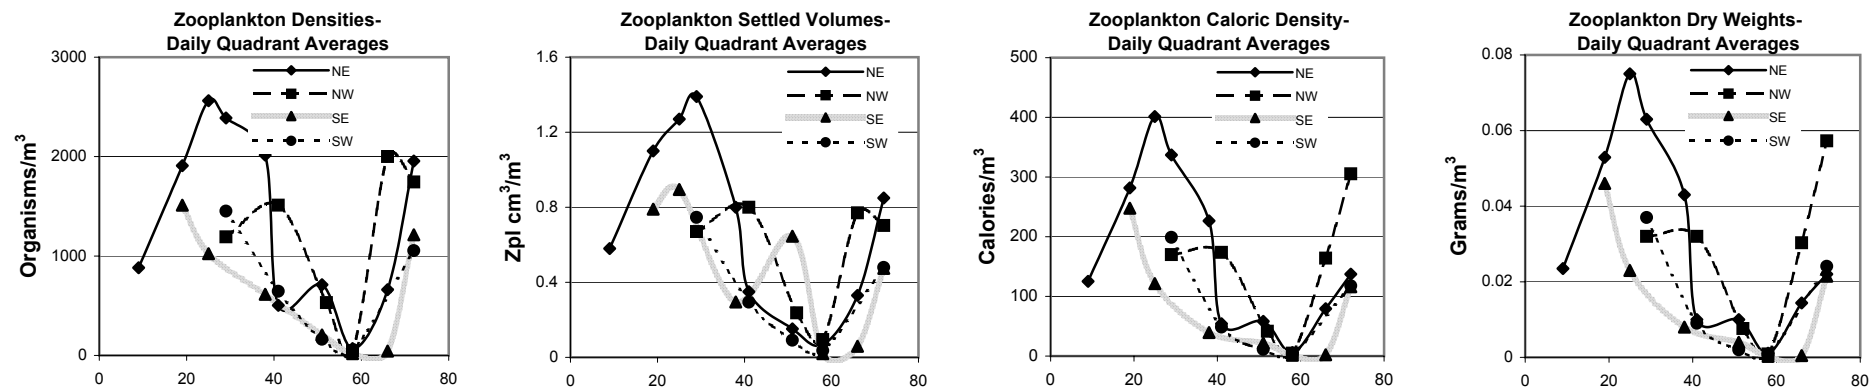 Zooplankton Densities-
Daily Quadrant Averages
Organisms/m³
3000
2000
1000
0
0 20 40 60 80
NE
NW
SE
SW
Zooplankton Settled Volumes-
Daily Quadrant Averages
Zpl cm³/m³
1.6
1.2
0.8
0.4
0
0 20 40 60 80
NE
NW
SE
SW
Zooplankton Caloric Density-
Daily Quadrant Averages
Calories/m³
500
400
300
200
100
0
0 20 40 60 80
NE
NW
SE
SW
Zooplankton Dry Weights-
Daily Quadrant Averages
Grams/m³
0.08
0.06
0.04
0.02
0
0 20 40 60 80
NE
NW
SE
SW